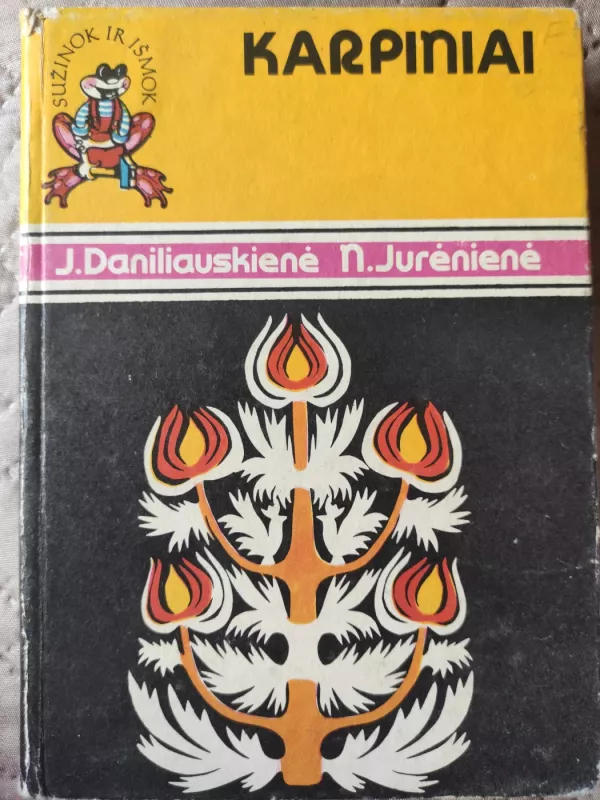 SUŽINOK IR IŠMOK
KARPINIAI
J.Daniliauskienė N.Jurėnienė